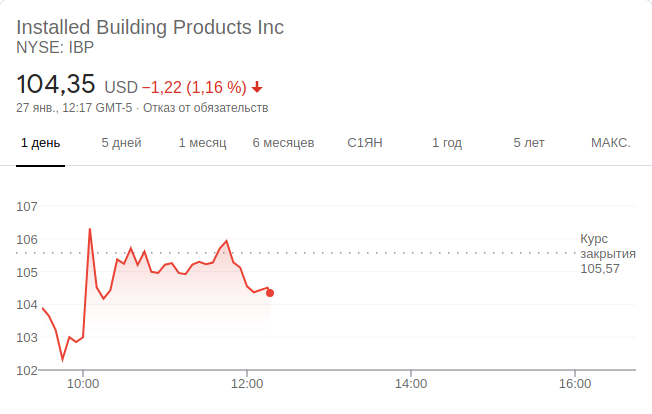 Installed Building Products Inc
NYSE: IBP
104,35 USD −1,22 (1,16 %)
27 янв., 12:17 GMT-5 · Отказ от обязательств
1 день 5 дней 1 месяц 6 месяцев С1ЯН 1 год 5 лет МАКС.
107
106
105
104
103
102
Курс
закрытия
105,57
10:00 12:00 14:00 16:00